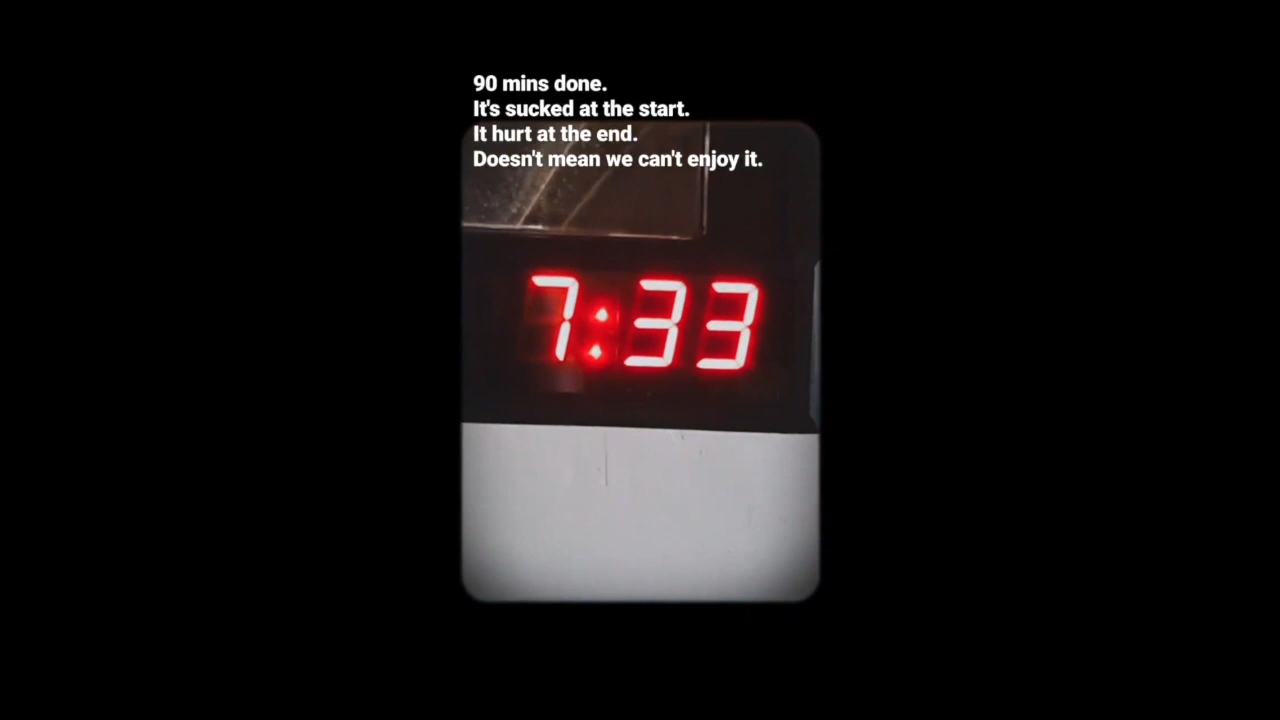 90 mins done.
It's sucked at the start.
It hurt at the end.
Doesn't mean we can't enjoy it.
7:33